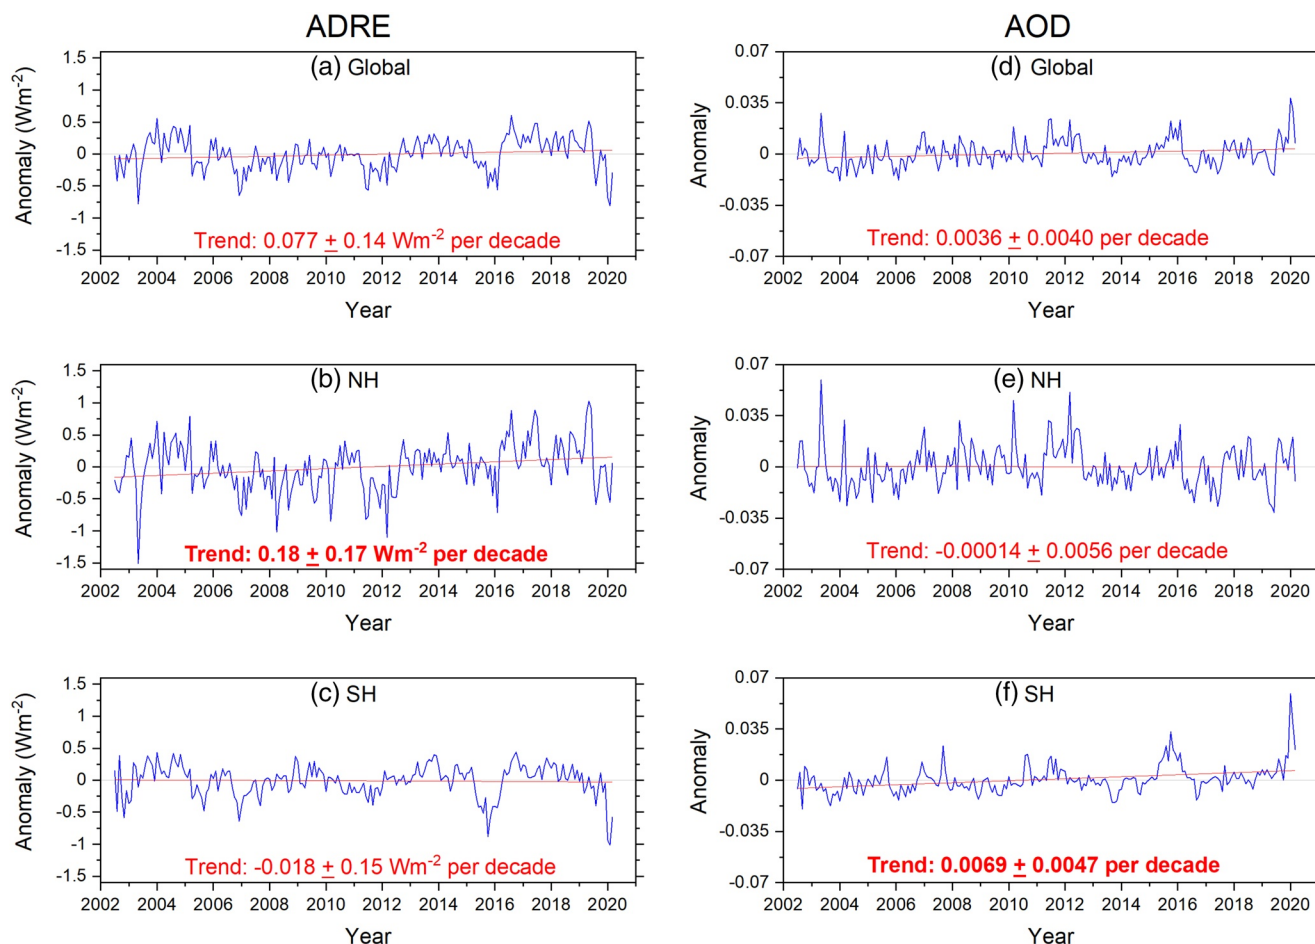 ADRE
(a) Global
Anomaly (Wm-2)
1.5
1
0.5
0
-0.5
-1
-1.5
Trend: 0.077 + 0.14 Wm-2 per decade
2002 2004 2006 2008 2010 2012 2014 2016 2018 2020
Year
(b) NH
Anomaly (Wm-2)
1.5
1
0.5
0
-0.5
-1
-1.5
Trend: 0.18 + 0.17 Wm-2 per decade
2002 2004 2006 2008 2010 2012 2014 2016 2018 2020
Year
(c) SH
Anomaly (Wm-2)
1.5
1
0.5
0
-0.5
-1
-1.5
Trend: -0.018 + 0.15 Wm-2 per decade
2002 2004 2006 2008 2010 2012 2014 2016 2018 2020
Year
AOD
(d) Global
Anomaly
0.07
0.035
0
-0.035
-0.07
Trend: 0.0036 + 0.0040 per decade
2002 2004 2006 2008 2010 2012 2014 2016 2018 2020
Year
(e) NH
Anomaly
0.07
0.035
0
-0.035
-0.07
Trend: -0.00014 + 0.0056 per decade
2002 2004 2006 2008 2010 2012 2014 2016 2018 2020
Year
(f) SH
Anomaly
0.07
0.035
0
-0.035
-0.07
Trend: 0.0069 + 0.0047 per decade
2002 2004 2006 2008 2010 2012 2014 2016 2018 2020
Year